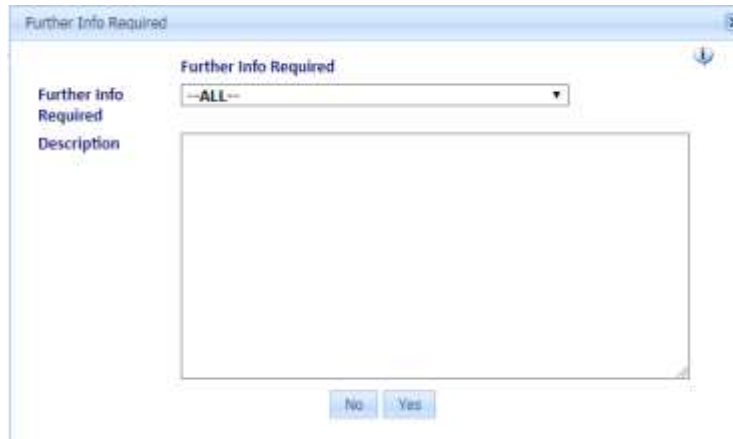 Further Info Required
Further Info Required
Further Info
Required
--ALL--
Description
No Yes